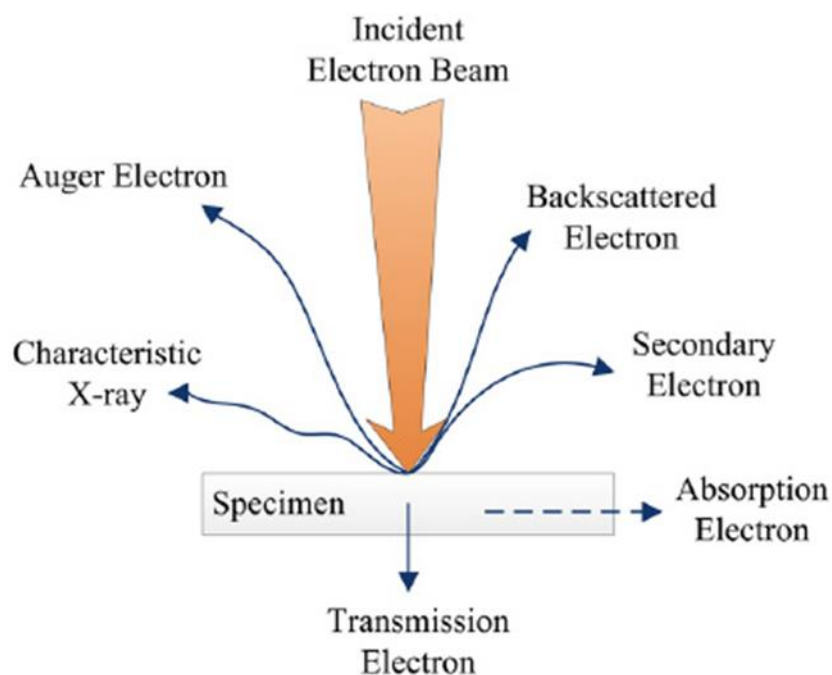 Incident
Electron Beam
Auger Electron
Backscattered
Electron
Characteristic
X-ray
Secondary
Electron
Specimen
Absorption
Electron
Transmission
Electron